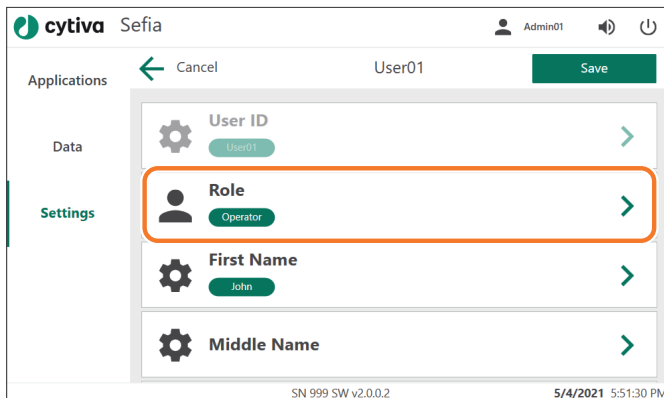 cytiva Sefia
Admin01
Applications
Data
Settings
Cancel
User01
Save
User ID
User01
Role
Operator
First Name
John
Middle Name
SN 999 SW v2.0.0.2
5/4/2021 5:51:30 PM